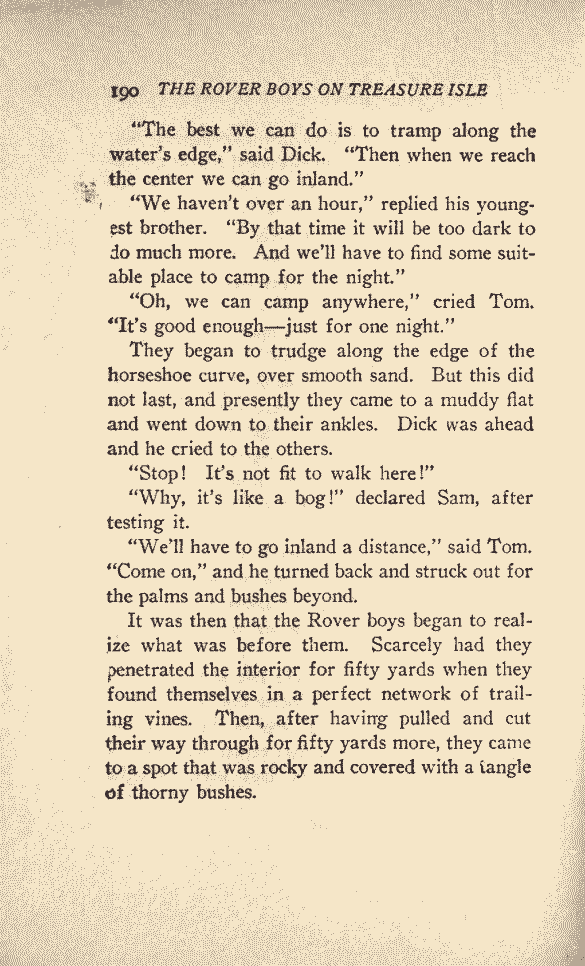 190 THE ROVER BOYS ON TREASURE ISLE
"The best we can do is to tramp along the
water's edge," said Dick. "Then when we reach
the center we can go inland."
"We haven't over an hour," replied his young-
est brother. "By that time it will be too dark to
do much more. And we'll have to find some suit-
able place to camp for the night."
"Oh, we can camp anywhere," cried Tom.
"It's good enough—just for one night."
They began to trudge along the edge of the
horseshoe curve, over smooth sand. But this did
not last, and presently they came to a muddy flat
and went down to their ankles. Dick was ahead
and he cried to the others.
"Stop! It's not fit to walk here!"
"Why, it's like a bog!" declared Sam, after
testing it.
"We'll have to go inland a distance," said Tom.
"Come on," and he turned back and struck out for
the palms and bushes beyond.
It was then that the Rover boys began to real-
ize what was before them. Scarcely had they
penetrated the interior for fifty yards when they
found themselves in a perfect network of trail-
ing vines. Then, after having pulled and cut
their way through for fifty yards more, they came
to a spot that was rocky and covered with a tangle
of thorny bushes.